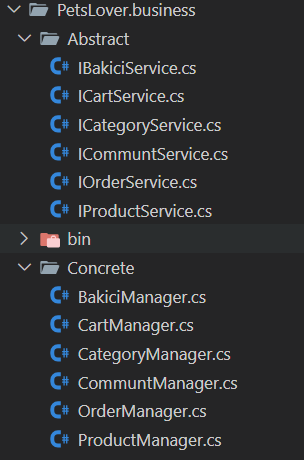 PetsLover.business
Abstract
IBakiciService.cs
ICartService.cs
ICategoryService.cs
ICommuntService.cs
IOrderService.cs
IProductService.cs
bin
Concrete
BakiciManager.cs
CartManager.cs
CategoryManager.cs
CommuntManager.cs
OrderManager.cs
ProductManager.cs